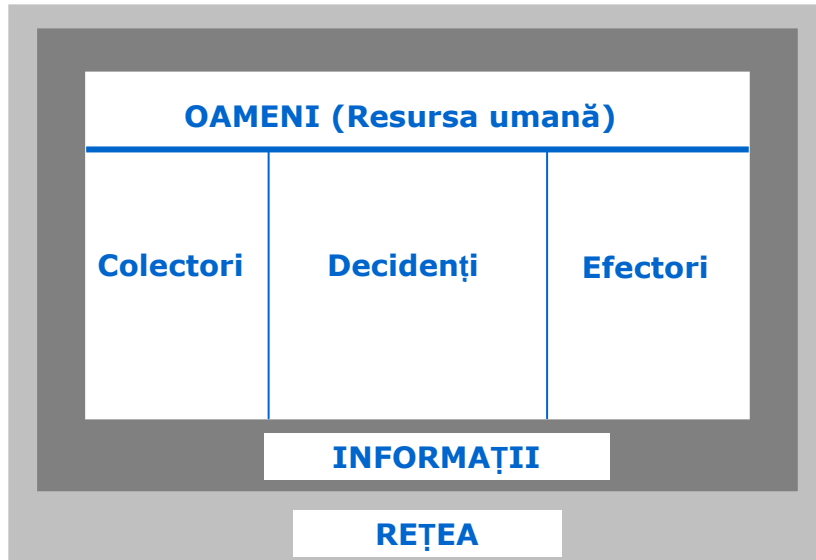 OAMENI (Resursa umană)
Colectori
Decidenți
Efectori
INFORMAȚII
REȚEA